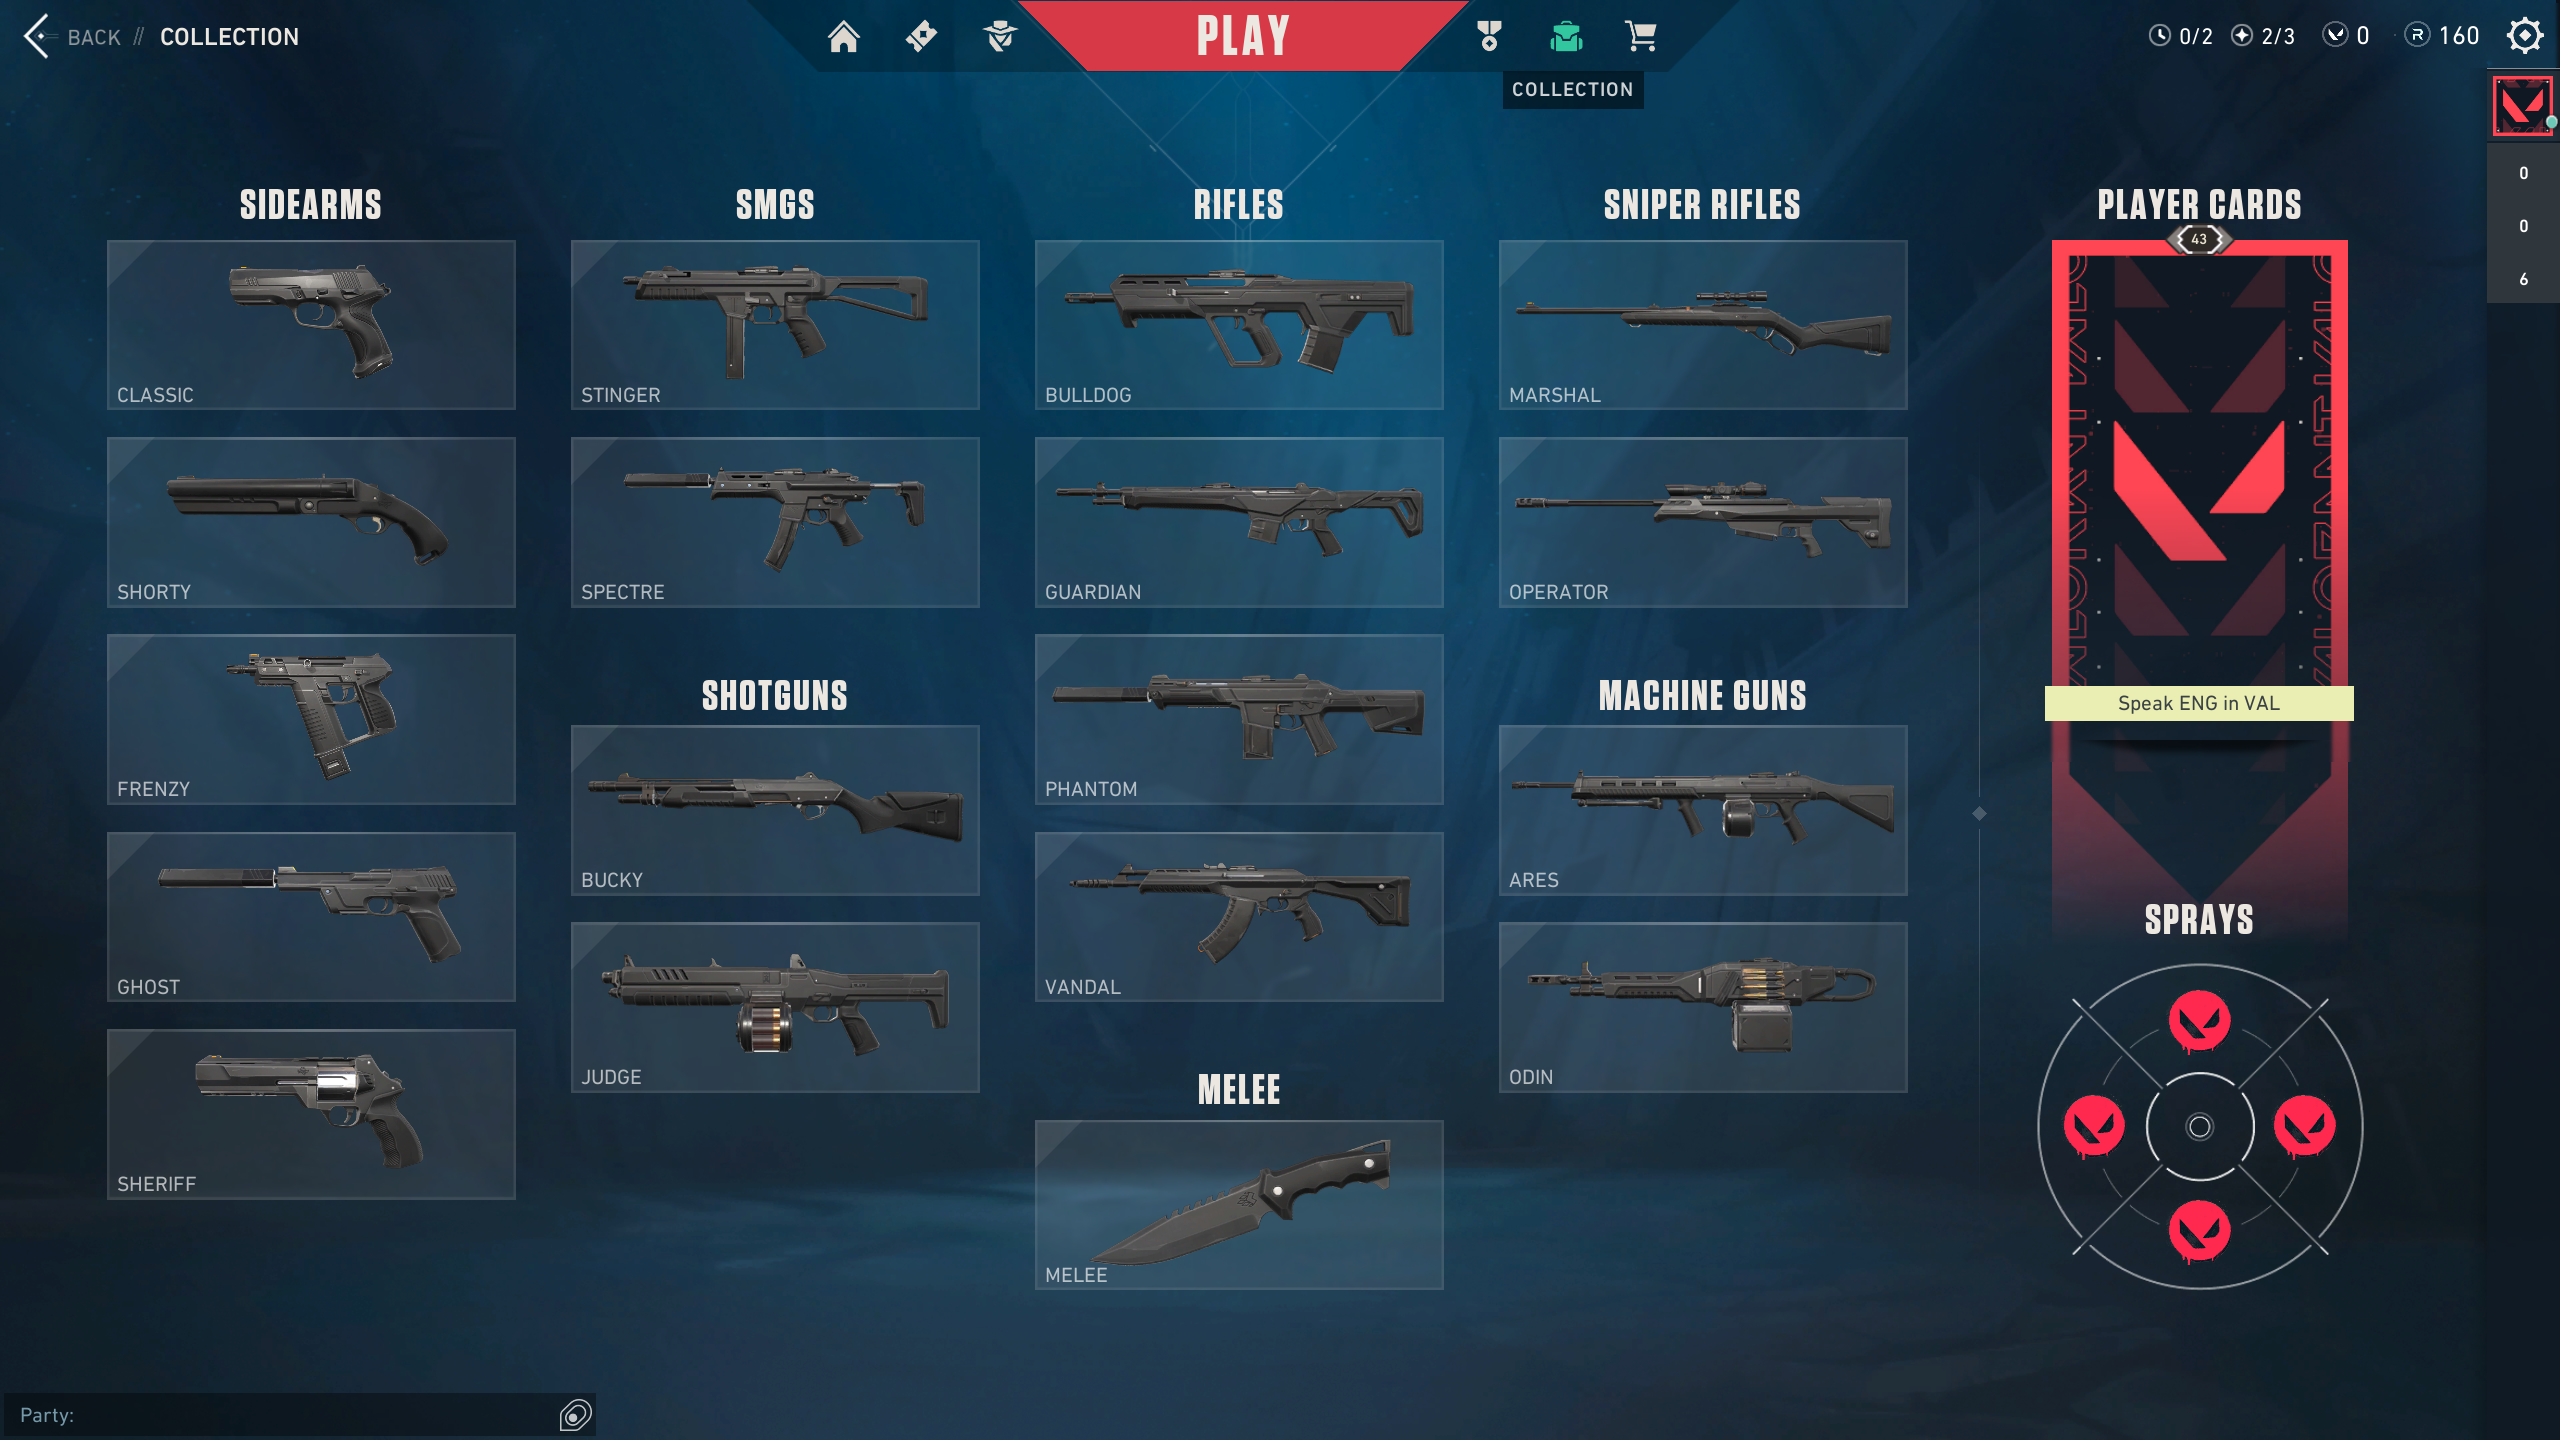 BACK // COLLECTION
PLAY
0/2 2/3 0 160
COLLECTION
0
0
6
SIDEARMS
CLASSIC
SHORTY
FRENZY
GHOST
SHERIFF
SMGS
STINGER
SPECTRE
SHOTGUNS
BUCKY
JUDGE
RIFLES
BULLDOG
GUARDIAN
PHANTOM
VANDAL
MELEE
MELEE
SNIPER RIFLES
MARSHAL
OPERATOR
MACHINE GUNS
ARES
ODIN
PLAYER CARDS
43
Speak ENG in VAL
SPRAYS
Party: